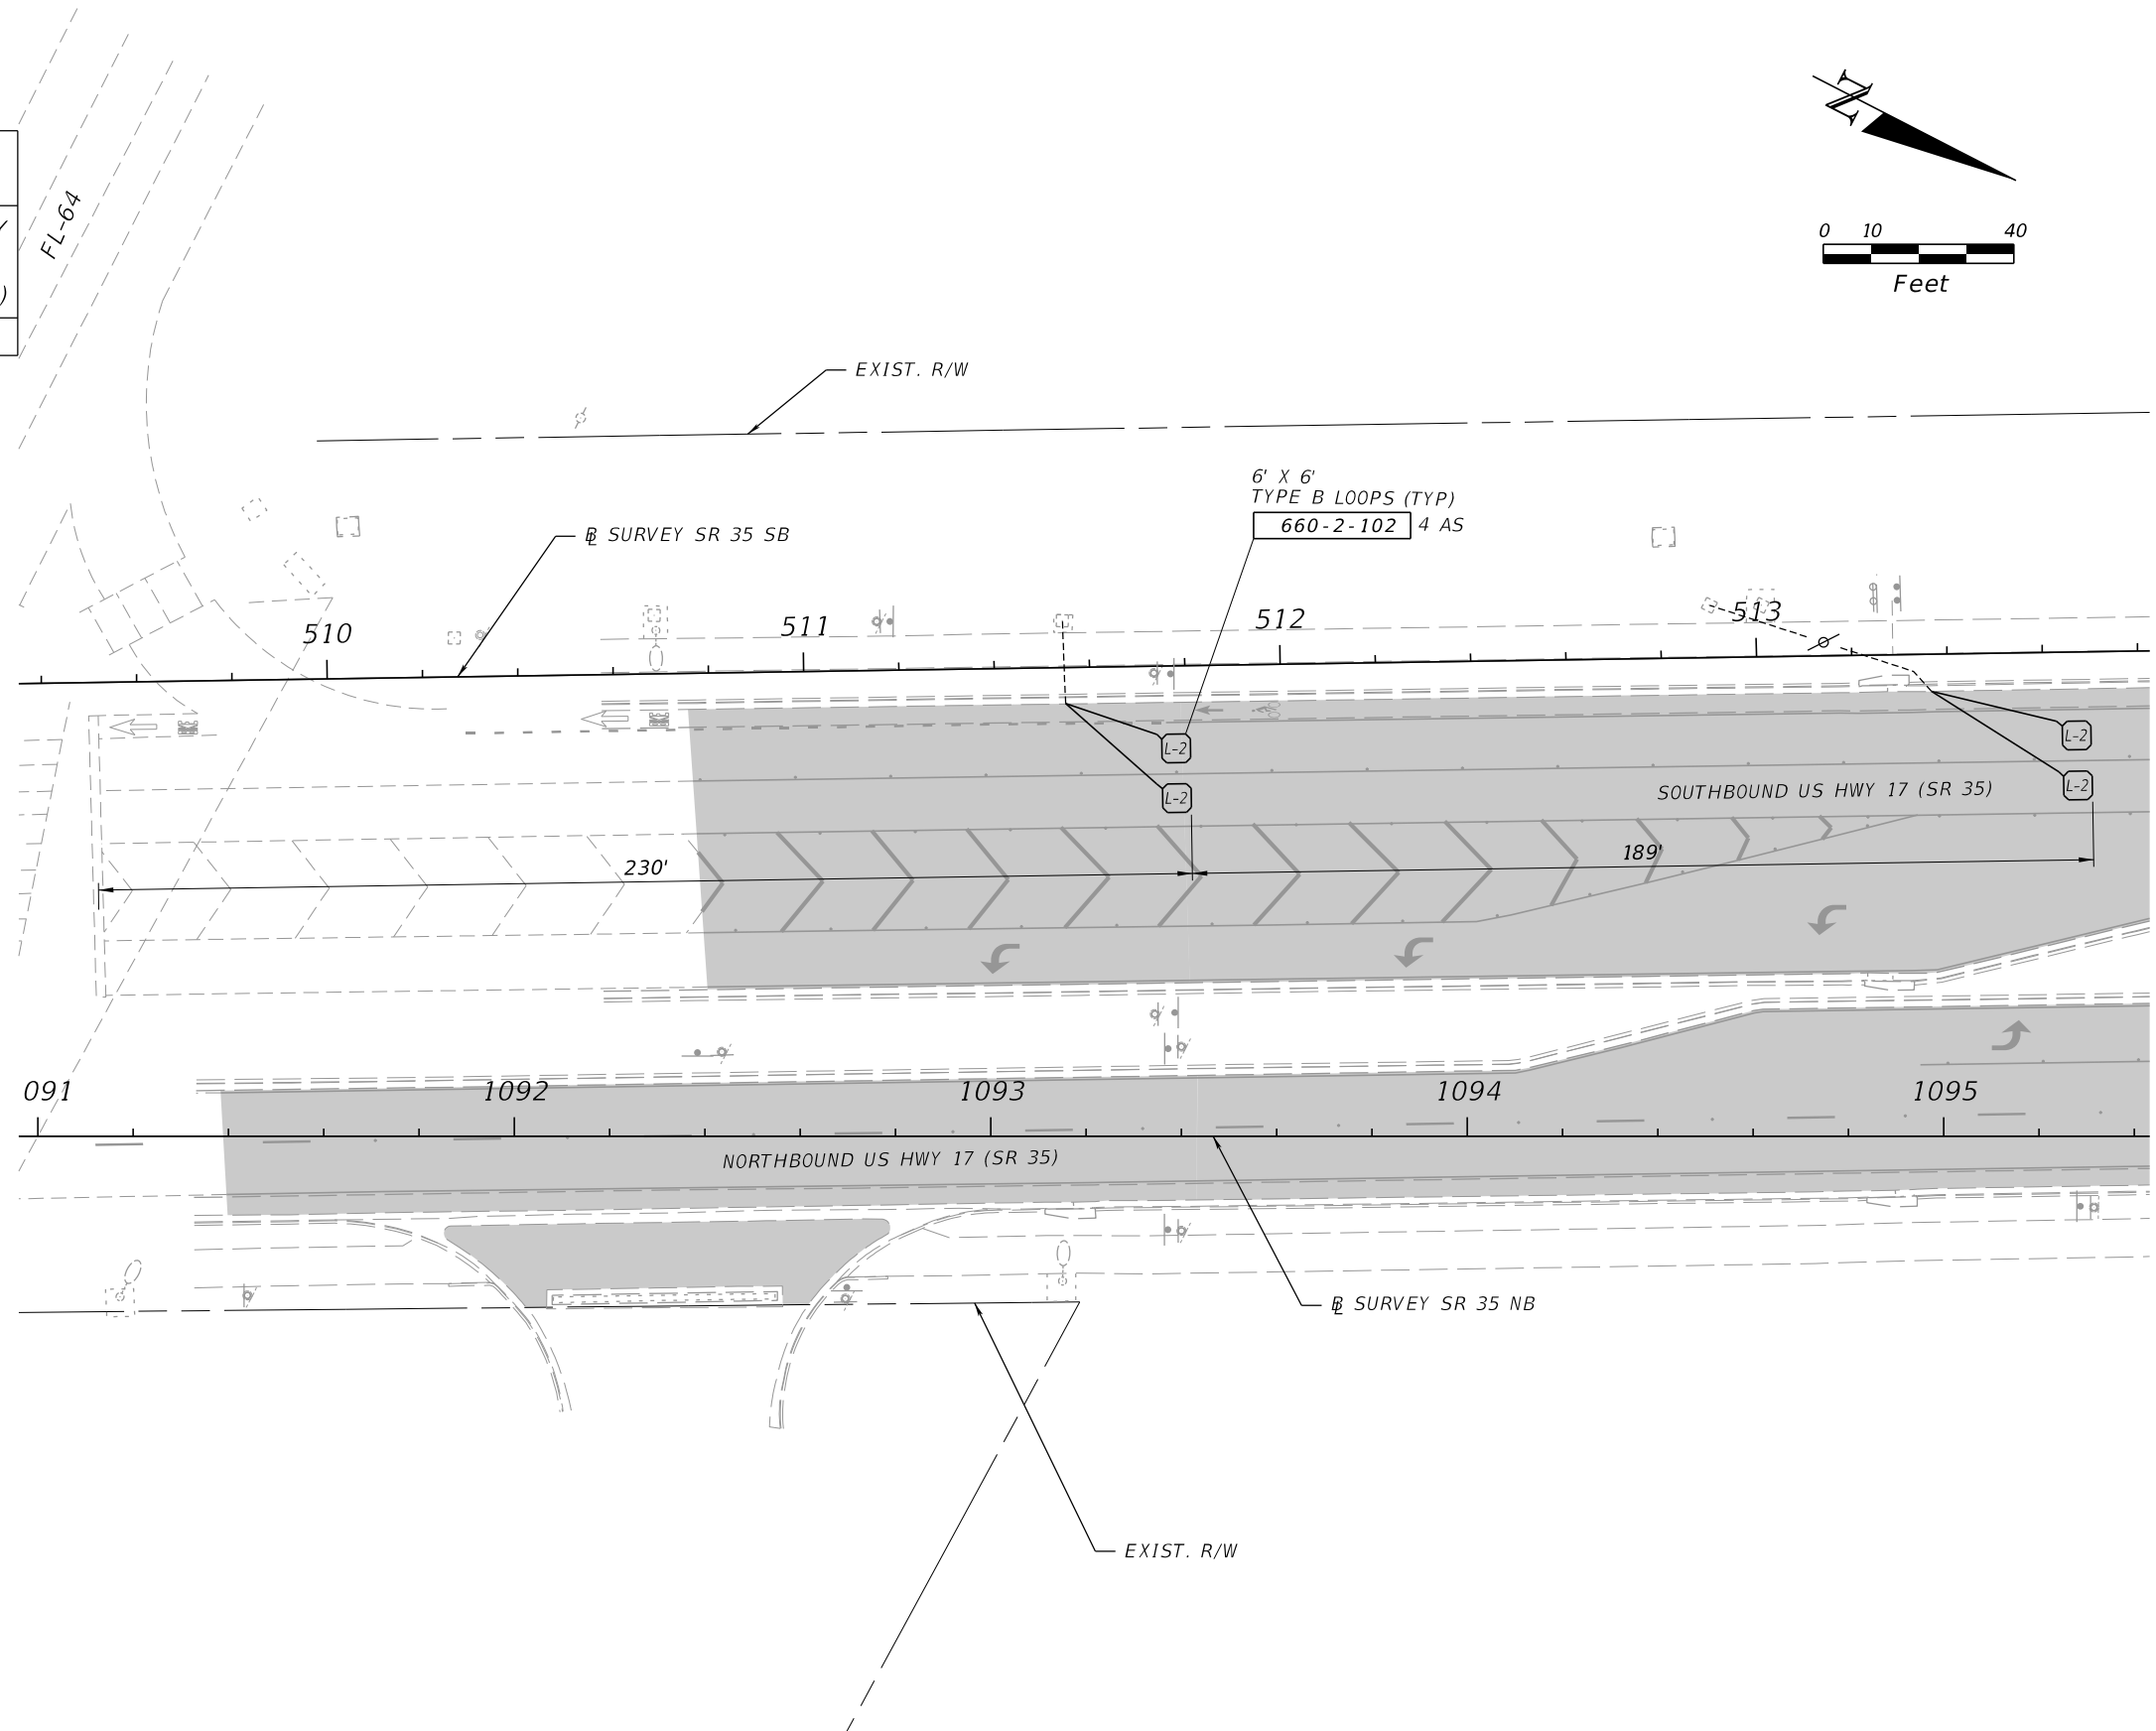 N
0 10 40
Feet
FL-64
EXIST. R/W
6' X 6'
TYPE B LOOPS (TYP)
660-2-102 4 AS
BL SURVEY SR 35 SB
510 511 512 513
L-2
L-2
L-2
L-2
SOUTHBOUND US HWY 17 (SR 35)
230'
189'
091 1092 1093 1094 1095
NORTHBOUND US HWY 17 (SR 35)
BL SURVEY SR 35 NB
EXIST. R/W